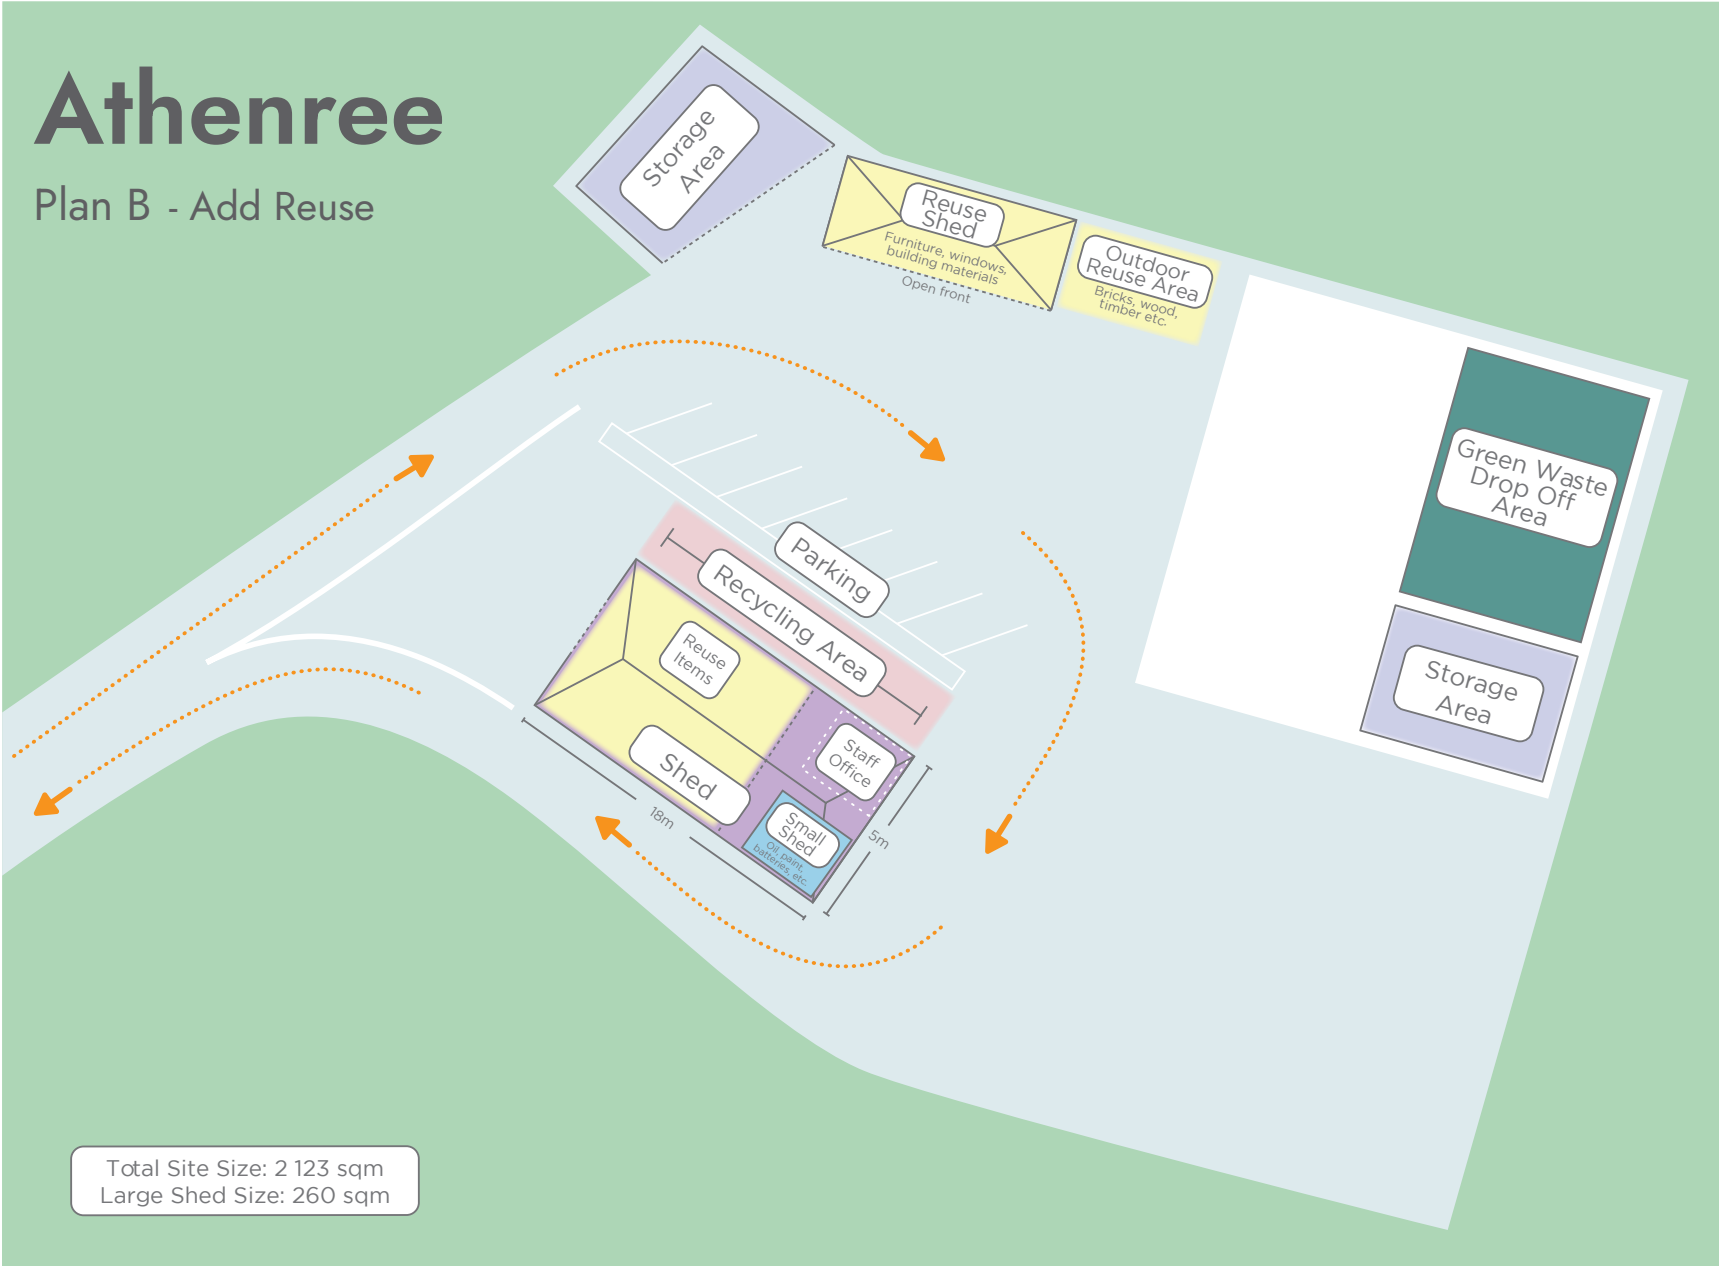 Athenree
Plan B - Add Reuse
Storage
Area
Reuse
Shed
Furniture, windows,
building materials
Open front
Outdoor
Reuse Area
Bricks, wood,
timber etc.
Green Waste
Drop Off
Area
Storage
Area
Parking
Recycling Area
Reuse
Items
Shed
Staff
Office
Small
Shed
Oil, paint,
batteries, etc.
18m
5m
Total Site Size: 2 123 sqm
Large Shed Size: 260 sqm